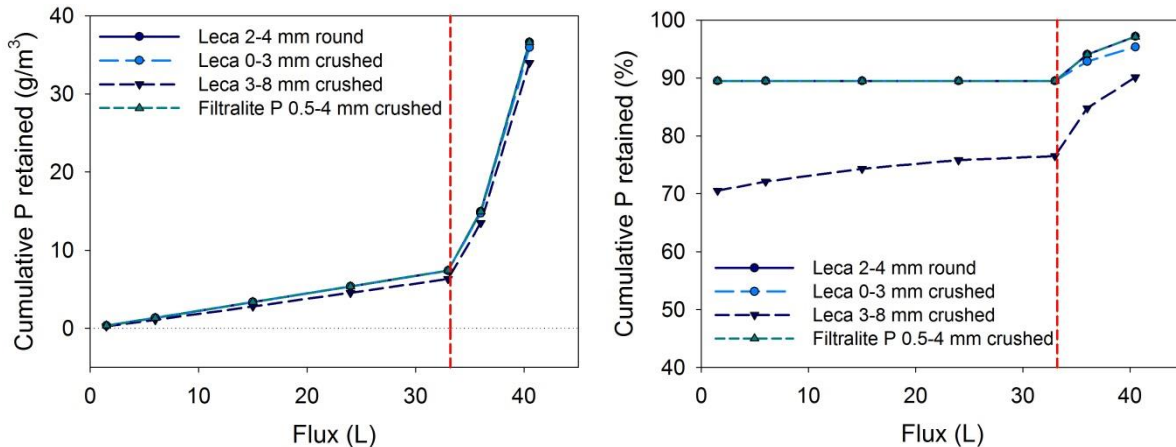 Cumulative P retained (g/m³)
40
30
20
10
0
Leca 2-4 mm round
Leca 0-3 mm crushed
Leca 3-8 mm crushed
Filtralite P 0.5-4 mm crushed
0 10 20 30 40
Flux (L)
Cumulative P retained (%)
100
90
80
70
60
50
40
Leca 2-4 mm round
Leca 0-3 mm crushed
Leca 3-8 mm crushed
Filtralite P 0.5-4 mm crushed
0 10 20 30 40
Flux (L)